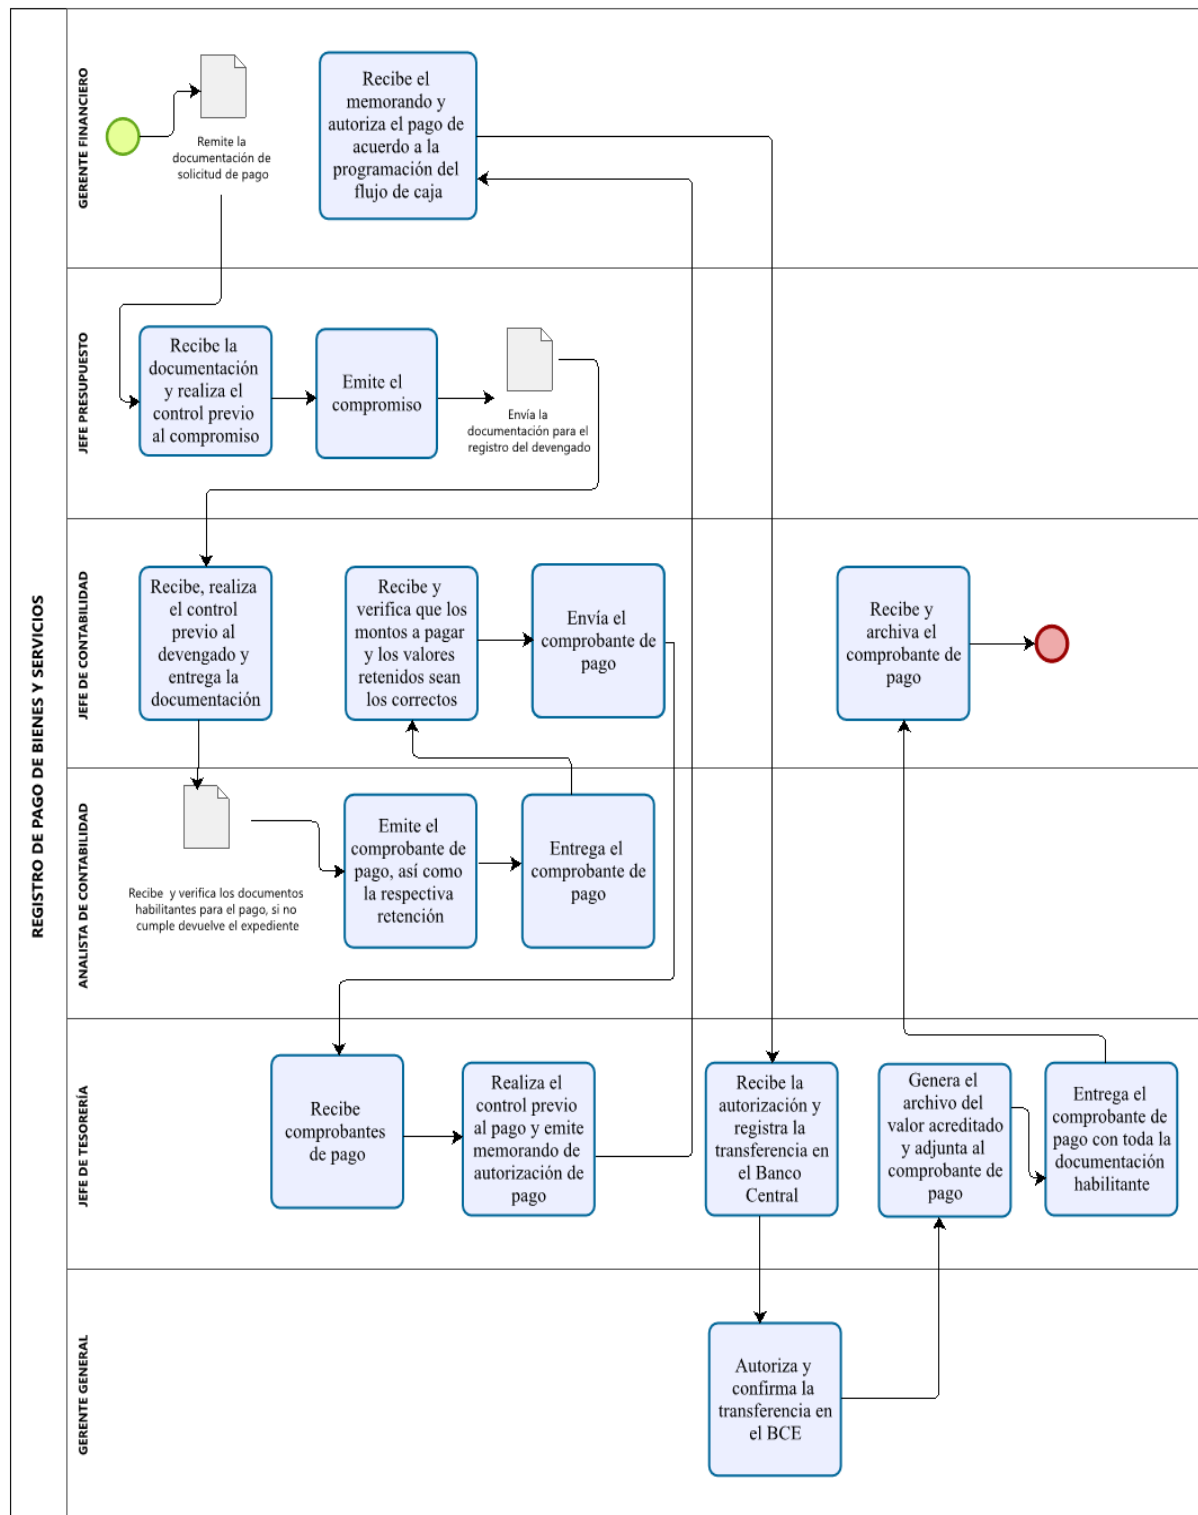 REGISTRO DE PAGO DE BIENES Y SERVICIOS
GERENTE FINANCIERO
Remite la
documentación de
solicitud de pago
Recibe el
memorando y
autoriza el pago de
acuerdo a la
programación del
flujo de caja
JEFE PRESUPUESTO
Recibe la
documentación
y realiza el
control previo
al compromiso
Emite el
compromiso
Envía la
documentación para el
registro del devengado
JEFE DE CONTABILIDAD
Recibe, realiza
el control
previo al
devengado y
entrega la
documentación
Recibe y
verifica que los
montos a pagar
y los valores
retenidos sean
los correctos
Envía el
comprobante de
pago
Recibe y
archiva el
comprobante de
pago
ANALISTA DE CONTABILIDAD
Recibe y verifica los documentos
habilitantes para el pago, si no
cumple devuelve el expediente
Emite el
comprobante de
pago, así como
la respectiva
retención
Entrega el
comprobante de
pago
JEFE DE TESORERÍA
Recibe
comprobantes
de pago
Realiza el
control previo
al pago y emite
memorando de
autorización de
pago
Recibe la
autorización y
registra la
transferencia en
el Banco
Central
Genera el
archivo del
valor acreditado
y adjunta al
comprobante de
pago
Entrega el
comprobante de
pago con toda la
documentación
habilitante
GERENTE GENERAL
Autoriza y
confirma la
transferencia en
el BCE